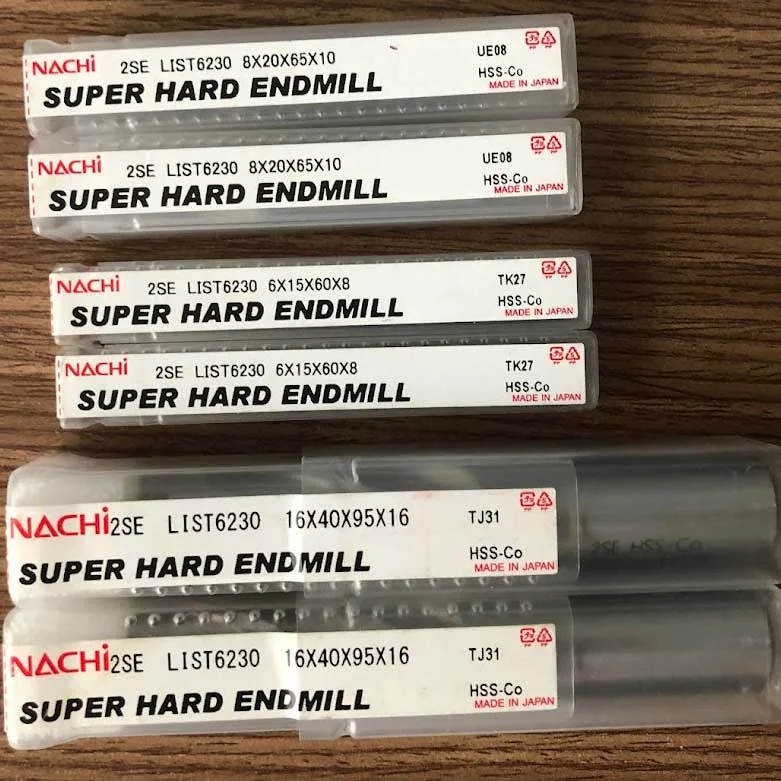 NACHi 2SE LIST6230 8X20X65X10 UE08
SUPER HARD ENDMILL HSS-Co
MADE IN JAPAN
NACHi 2SE LIST6230 8X20X65X10 UE08
SUPER HARD ENDMILL HSS-Co
MADE IN JAPAN
NACHi 2SE LIST6230 6X15X60X8 TK27
SUPER HARD ENDMILL HSS-Co
MADE IN JAPAN
NACHi 2SE LIST6230 6X15X60X8 TK27
SUPER HARD ENDMILL HSS-Co
MADE IN JAPAN
NACHi 2SE LIST6230 16X40X95X16 TJ31
SUPER HARD ENDMILL HSS-Co
MADE IN JAPAN
2SE HSS-Co
NACHi 2SE LIST6230 16X40X95X16 TJ31
SUPER HARD ENDMILL HSS-Co
MADE IN JAPAN